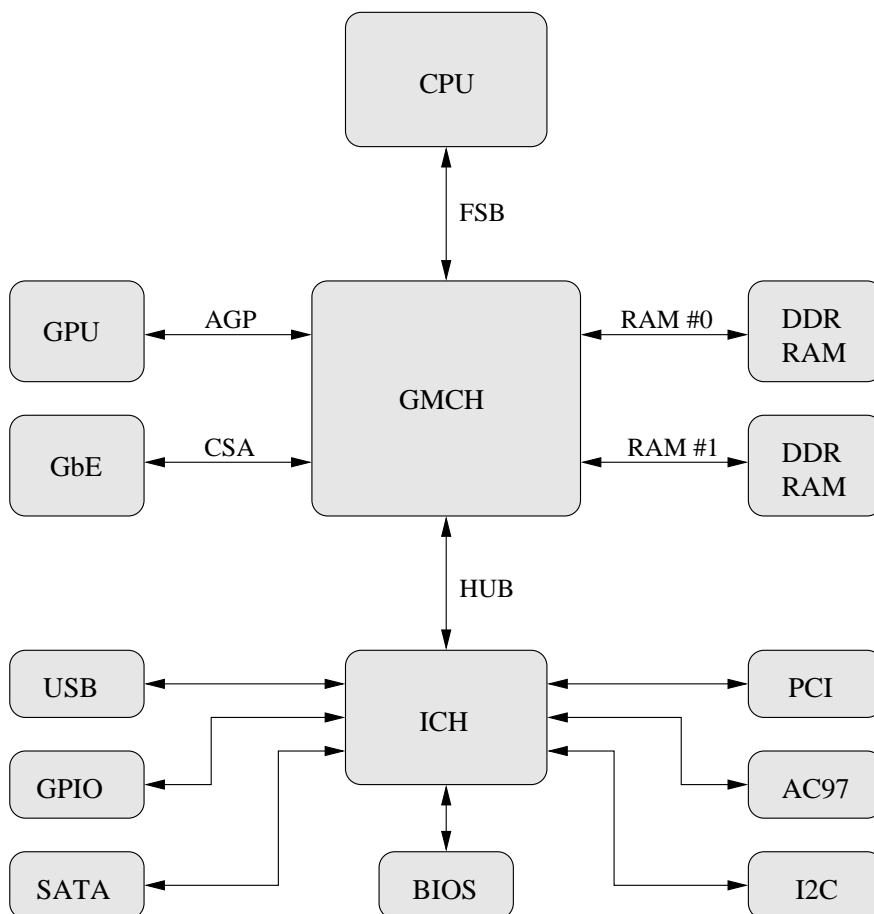 CPU
FSB
GPU
AGP
RAM #0
DDR
RAM
GMCH
GbE
CSA
RAM #1
DDR
RAM
HUB
USB
ICH
PCI
GPIO
AC97
SATA
BIOS
I2C